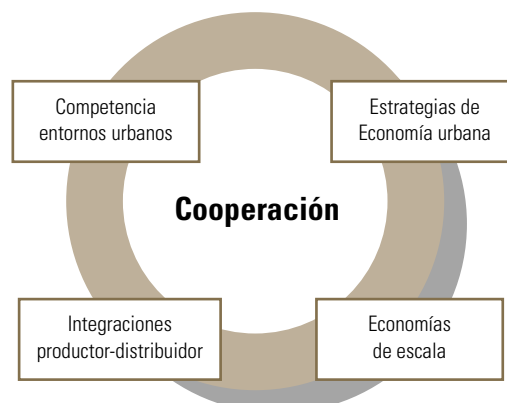 Competencia
entornos urbanos
Estrategias de
Economía urbana
Cooperación
Integraciones
productor-distribuidor
Economías
de escala